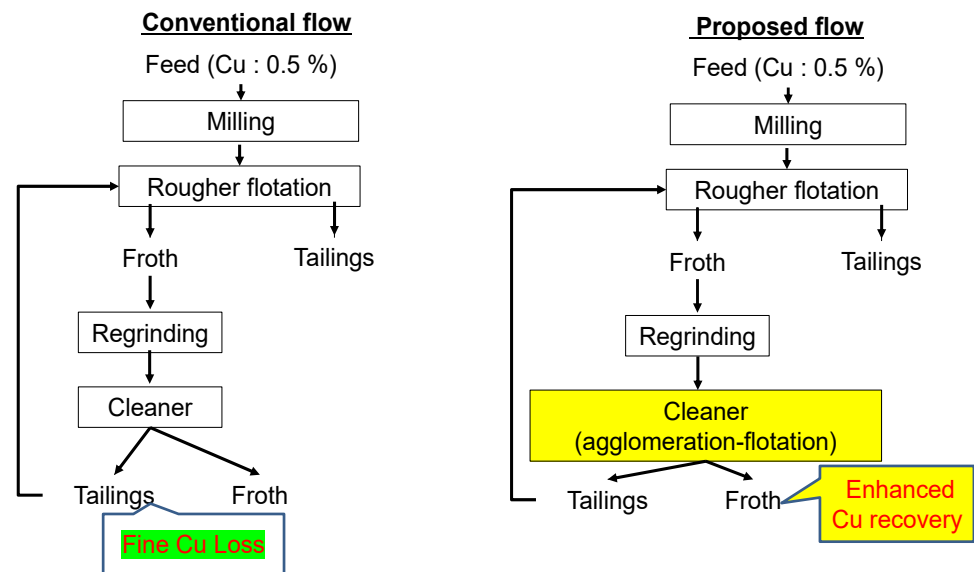 Conventional flow
Feed (Cu : 0.5 %)
Milling
Rougher flotation
Froth
Tailings
Regrinding
Cleaner
Tailings
Froth
Fine Cu Loss
Proposed flow
Feed (Cu : 0.5 %)
Milling
Rougher flotation
Froth
Tailings
Regrinding
Cleaner
(agglomeration-flotation)
Tailings
Froth
Enhanced
Cu recovery